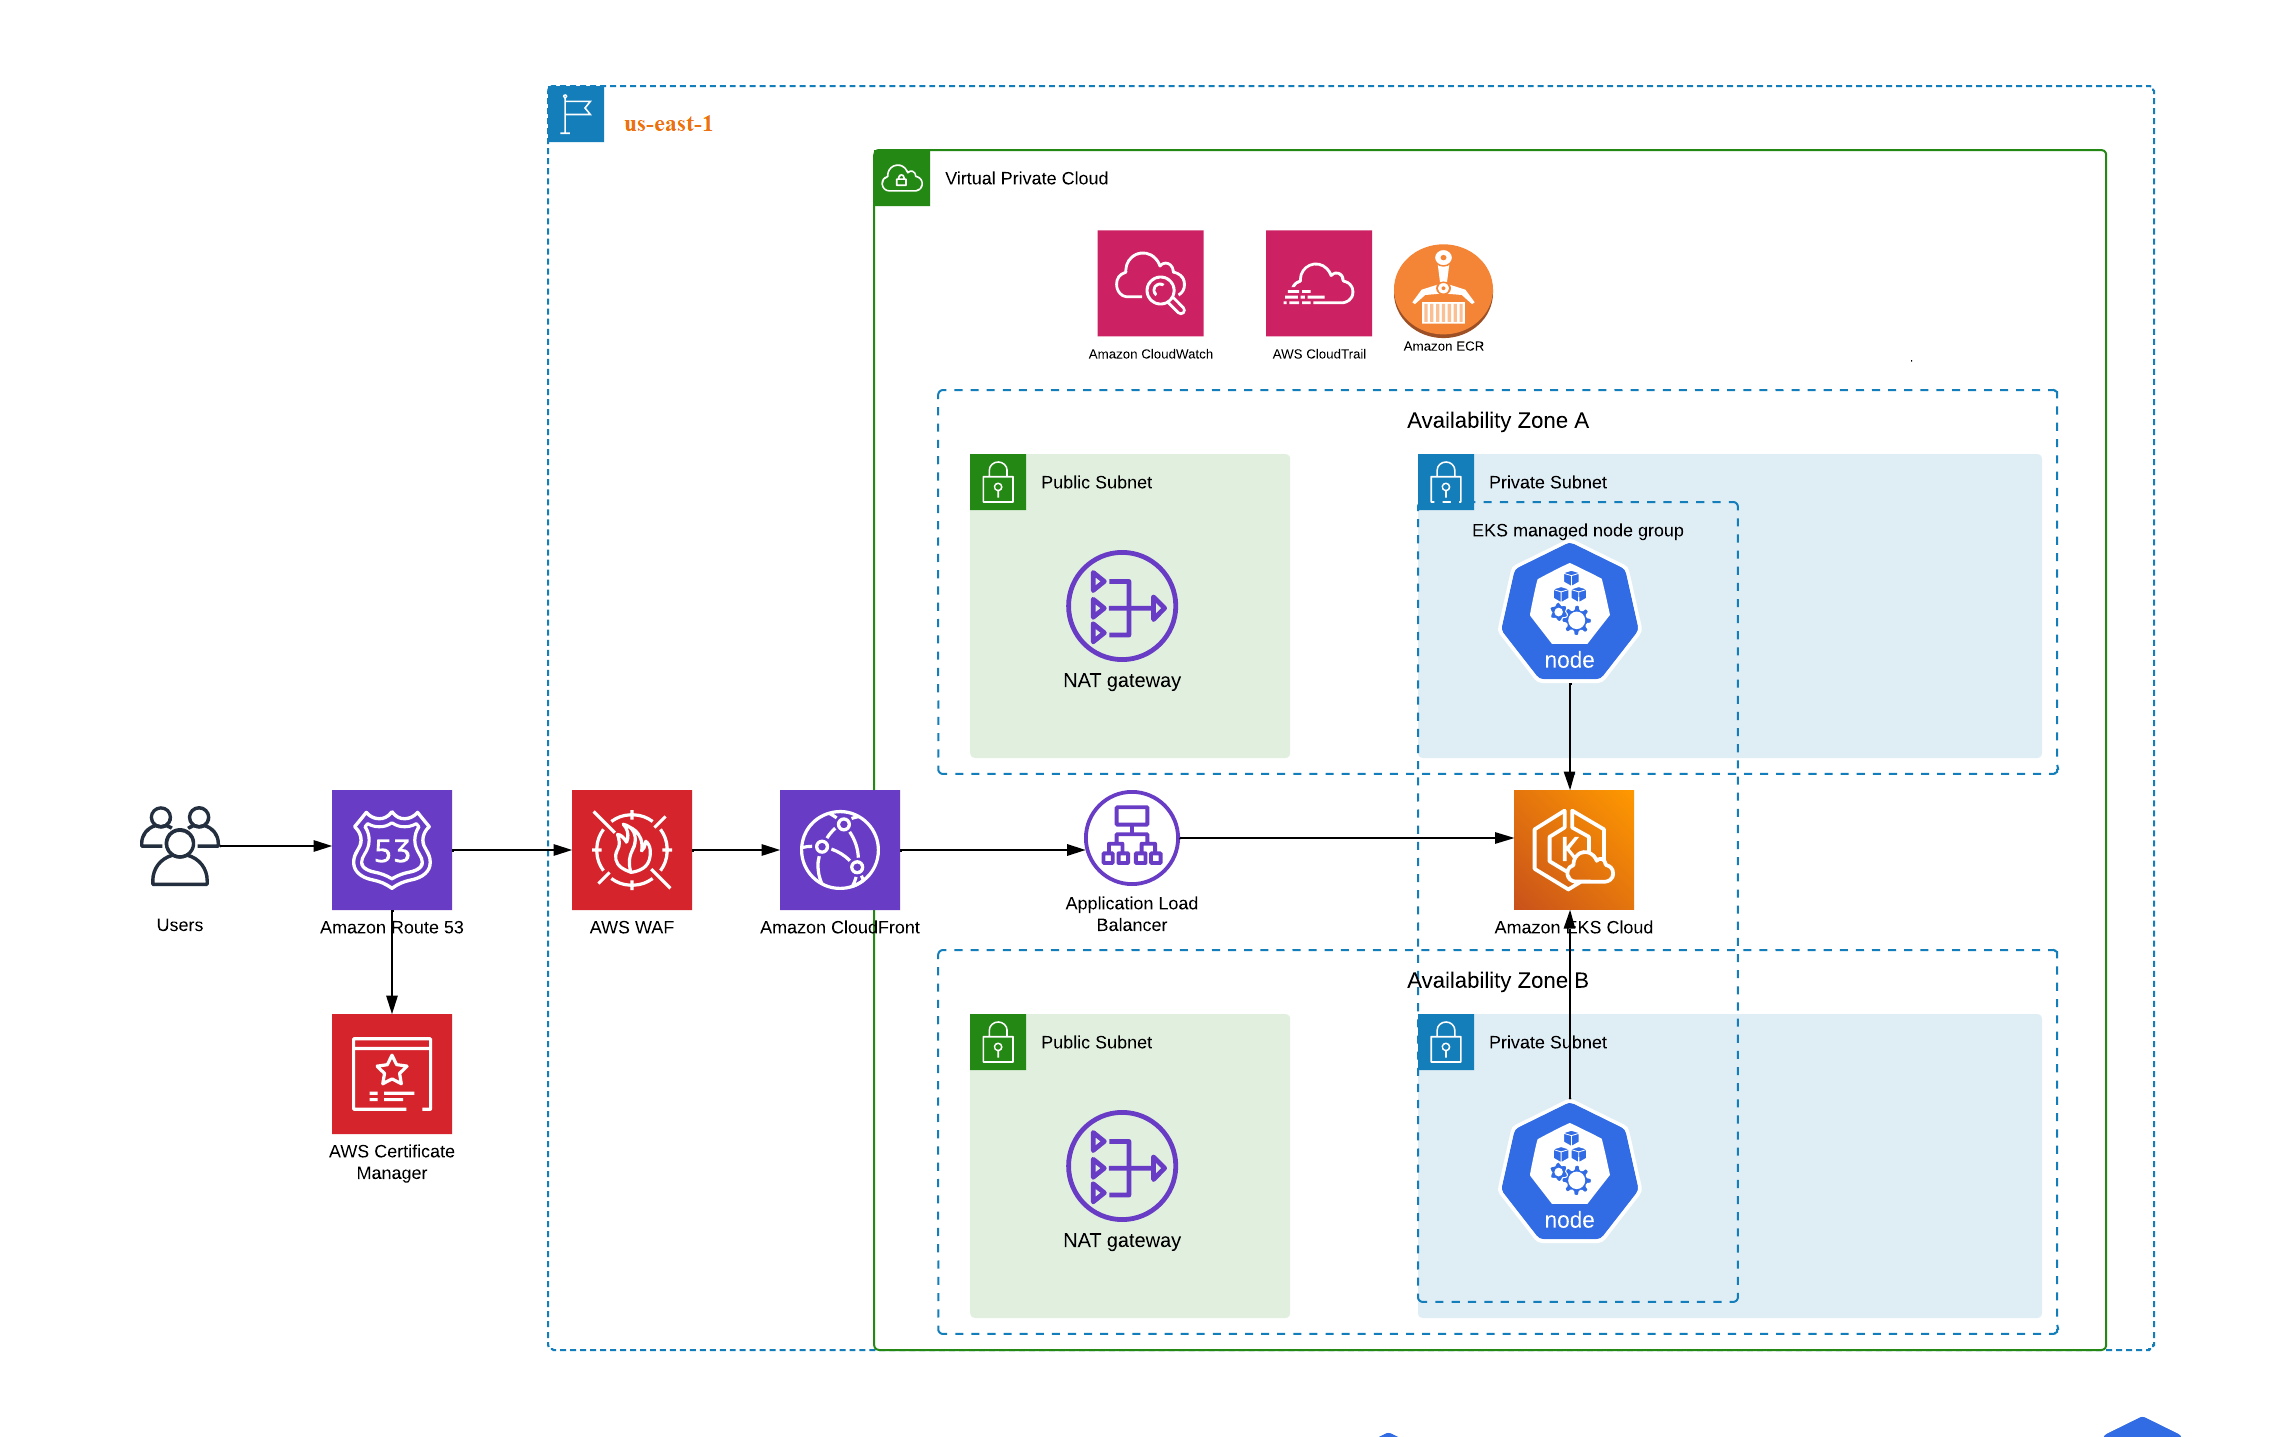 us-east-1
Virtual Private Cloud
Amazon CloudWatch
AWS CloudTrail
Amazon ECR
Availability Zone A
Public Subnet
Private Subnet
EKS managed node group
NAT gateway
node
53
K
Users
Amazon Route 53
AWS WAF
Amazon CloudFront
Application Load
Balancer
Amazon EKS Cloud
Availability Zone B
Public Subnet
Private Subnet
AWS Certificate
Manager
NAT gateway
node